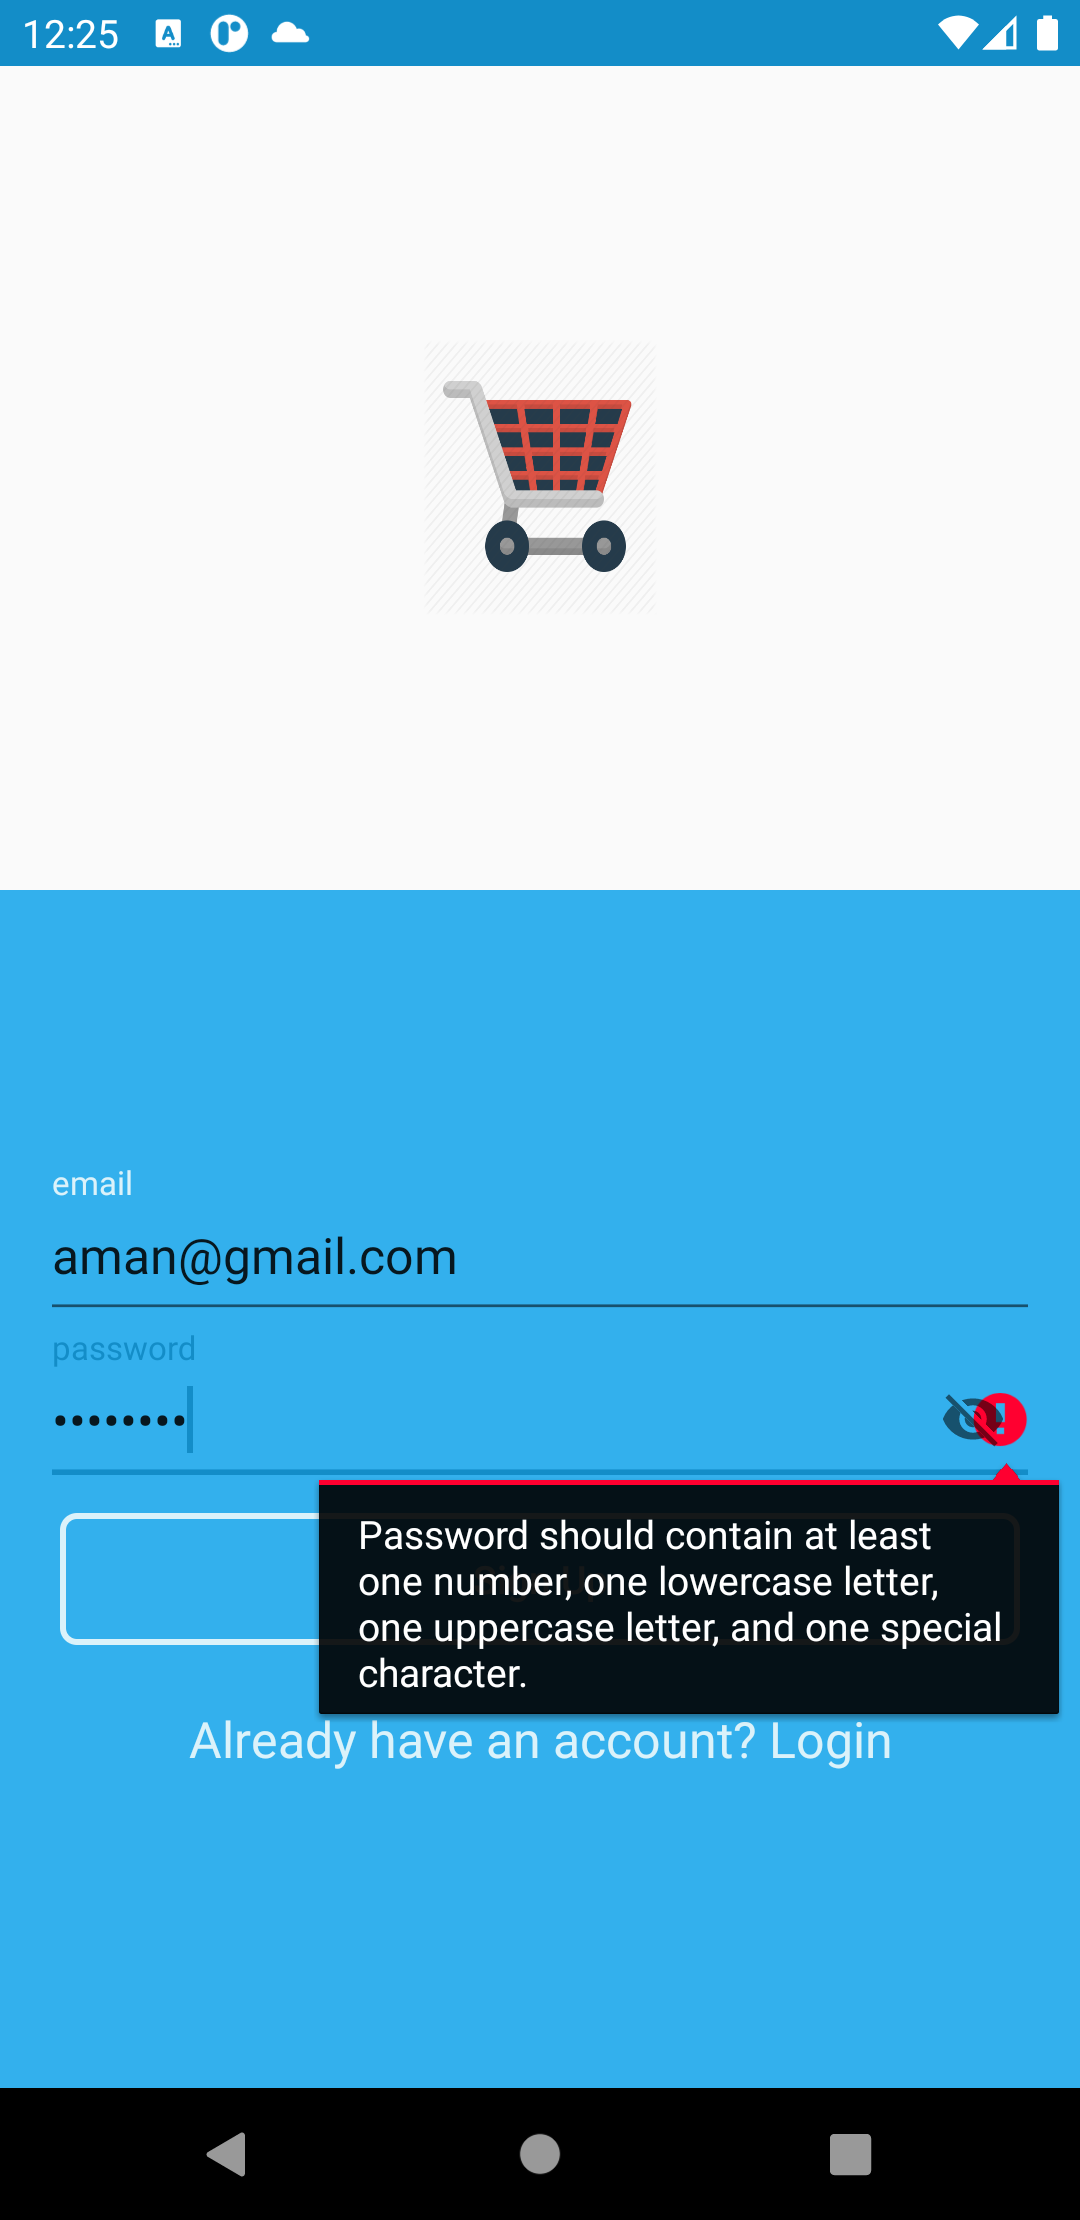 12:25
email
aman@gmail.com
password
••••••••
Password should contain at least
one number, one lowercase letter,
one uppercase letter, and one special
character.
Already have an account? Login